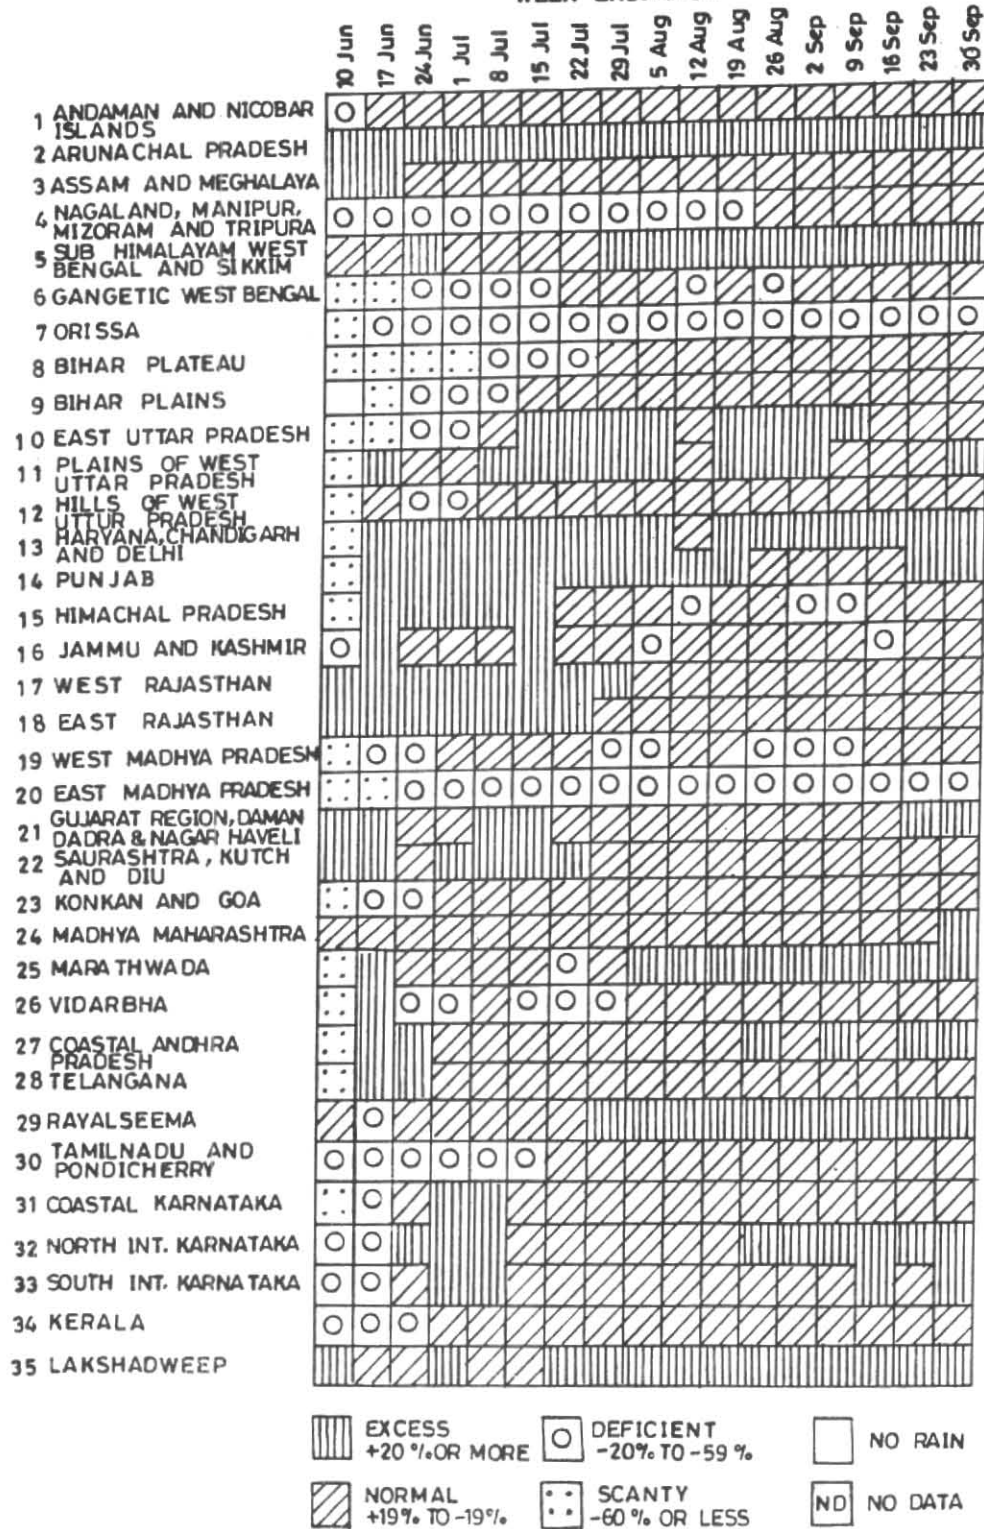 10 Jun
17 Jun
24 Jun
1 Jul
8 Jul
15 Jul
22 Jul
29 Jul
5 Aug
12 Aug
19 Aug
26 Aug
2 Sep
9 Sep
16 Sep
23 Sep
30 Sep
1 ANDAMAN AND NICOBAR
ISLANDS
2 ARUNACHAL PRADESH
3 ASSAM AND MEGHALAYA
4 NAGALAND, MANIPUR,
MIZORAM AND TRIPURA
5 SUB HIMALAYAM WEST
BENGAL AND SIKKIM
6 GANGETIC WEST BENGAL
7 ORISSA
8 BIHAR PLATEAU
9 BIHAR PLAINS
10 EAST UTTAR PRADESH
11 PLAINS OF WEST
UTTAR PRADESH
12 HILLS OF WEST
UTTUR PRADESH
13 HARYANA, CHANDIGARH
AND DELHI
14 PUNJAB
15 HIMACHAL PRADESH
16 JAMMU AND KASHMIR
17 WEST RAJASTHAN
18 EAST RAJASTHAN
19 WEST MADHYA PRADESH
20 EAST MADHYA PRADESH
21 GUJARAT REGION, DAMAN
DADRA & NAGAR HAVELI
22 SAURASHTRA, KUTCH
AND DIU
23 KONKAN AND GOA
24 MADHYA MAHARASHTRA
25 MARATHWADA
26 VIDARBHA
27 COASTAL ANDHRA
PRADESH
28 TELANGANA
29 RAYALSEEMA
30 TAMILNADU AND
PONDICHERRY
31 COASTAL KARNATAKA
32 NORTH INT. KARNATAKA
33 SOUTH INT. KARNATAKA
34 KERALA
35 LAKSHADWEEP
EXCESS
+20 % OR MORE
DEFICIENT
-20% TO -59 %
NO RAIN
NORMAL
+19% TO -19%
SCANTY
-60 % OR LESS
ND NO DATA